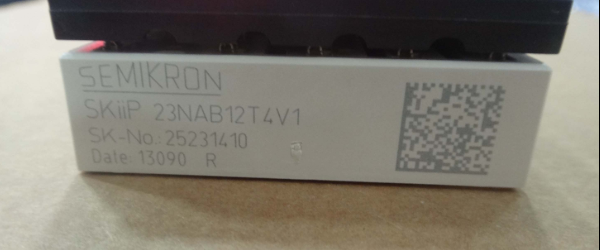 SEMIKRON
SKiiP 23NAB12T4V1
SK-No.: 25231410
Date: 13090 R